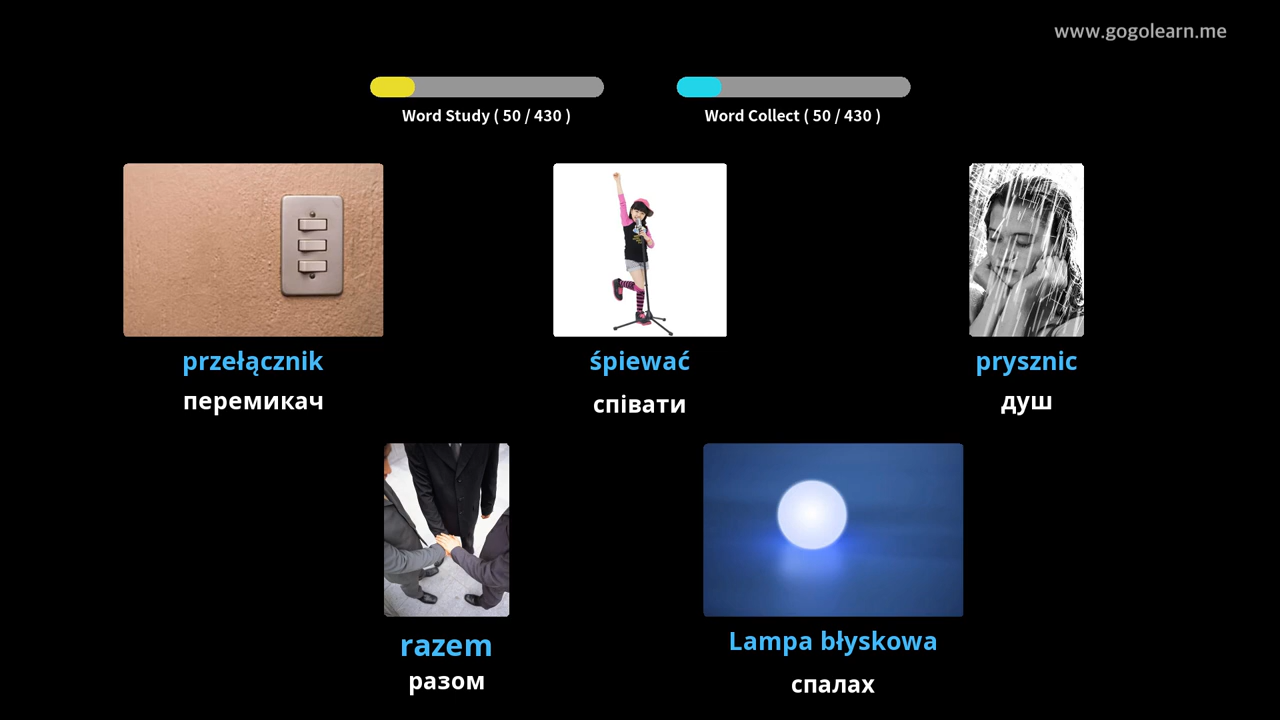 www.gogolearn.me
Word Study ( 50 / 430 )
Word Collect ( 50 / 430 )
przełącznik
перемикач
śpiewać
співати
prysznic
душ
razem
разом
Lampa błyskowa
спалах